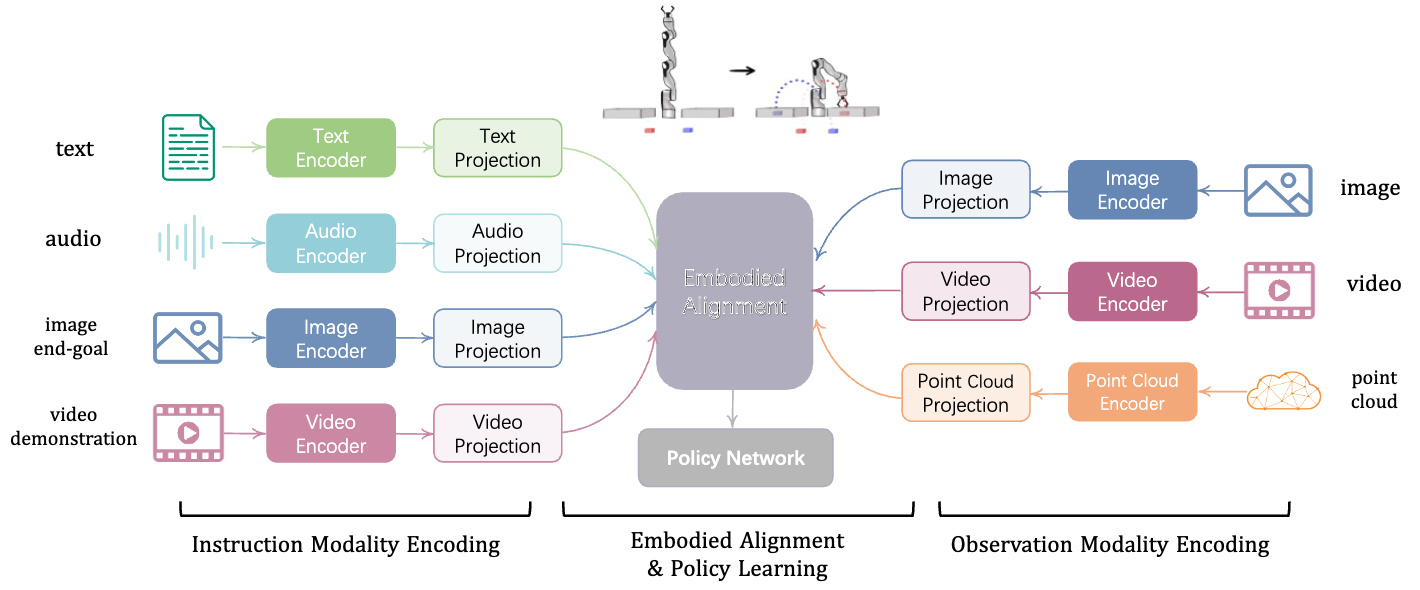 text
Text
Encoder
Text
Projection
audio
Audio
Encoder
Audio
Projection
image
end-goal
Image
Encoder
Image
Projection
video
demonstration
Video
Encoder
Video
Projection
Embodied
Alignment
Policy Network
Image
Projection
Image
Encoder
image
Video
Projection
Video
Encoder
video
Point Cloud
Projection
Point Cloud
Encoder
point
cloud
Instruction Modality Encoding
Embodied Alignment
& Policy Learning
Observation Modality Encoding